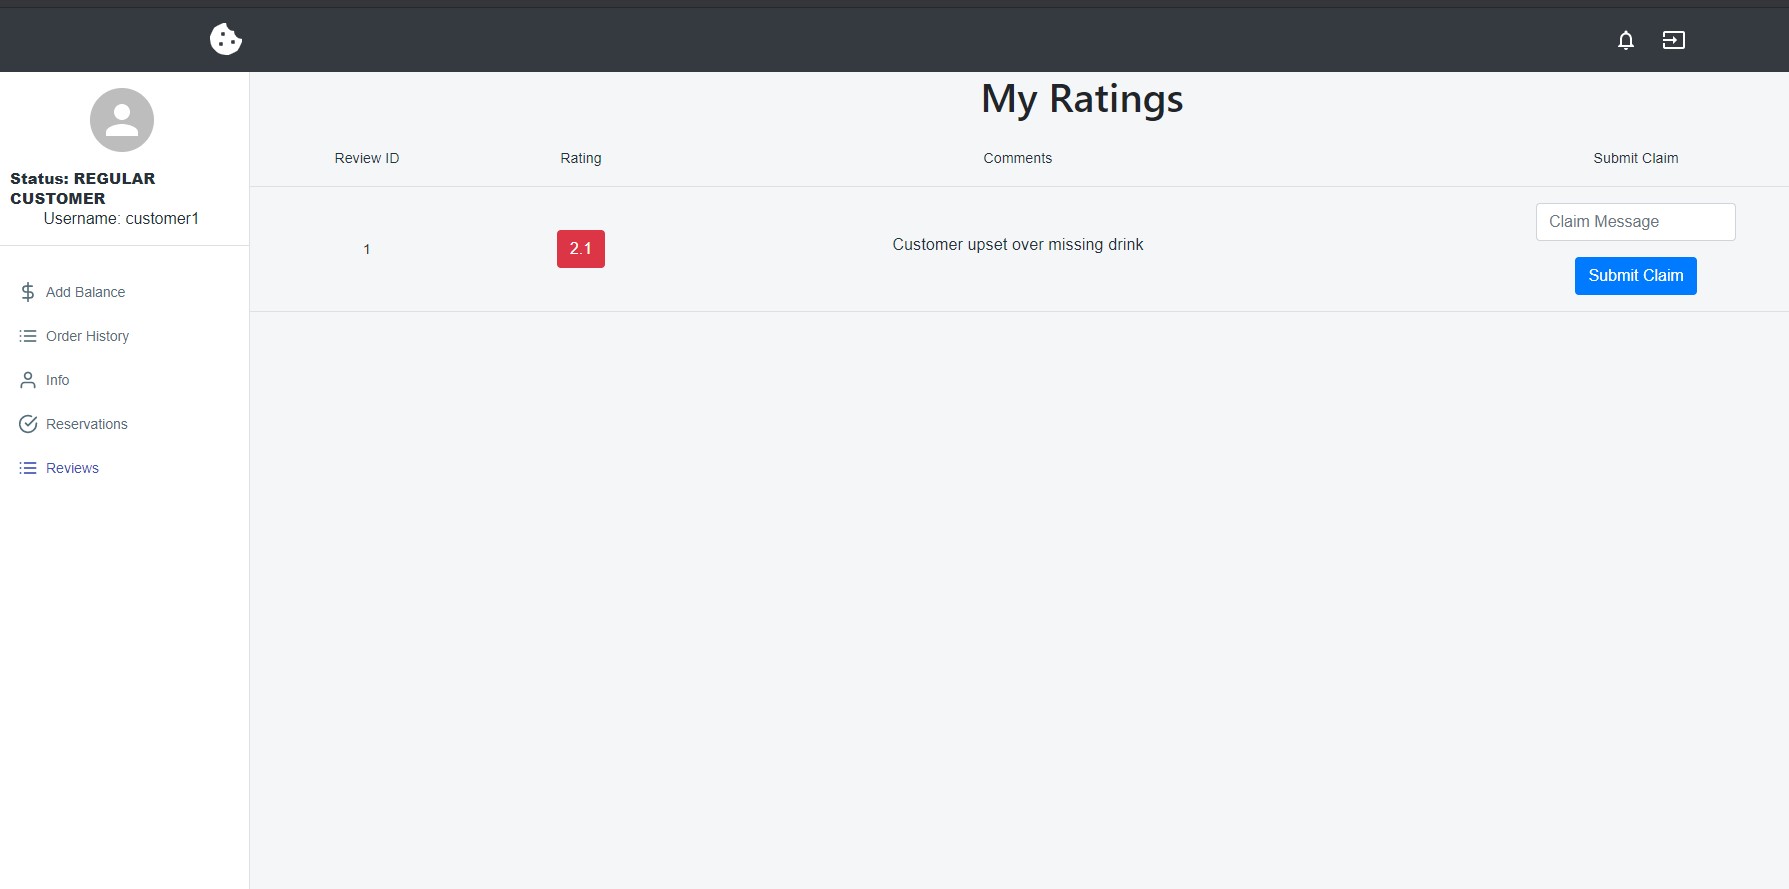 My Ratings
Status: REGULAR
CUSTOMER
Username: customer1
Add Balance
Order History
Info
Reservations
Reviews
Review ID Rating Comments Submit Claim
1 2.1 Customer upset over missing drink
Claim Message
Submit Claim